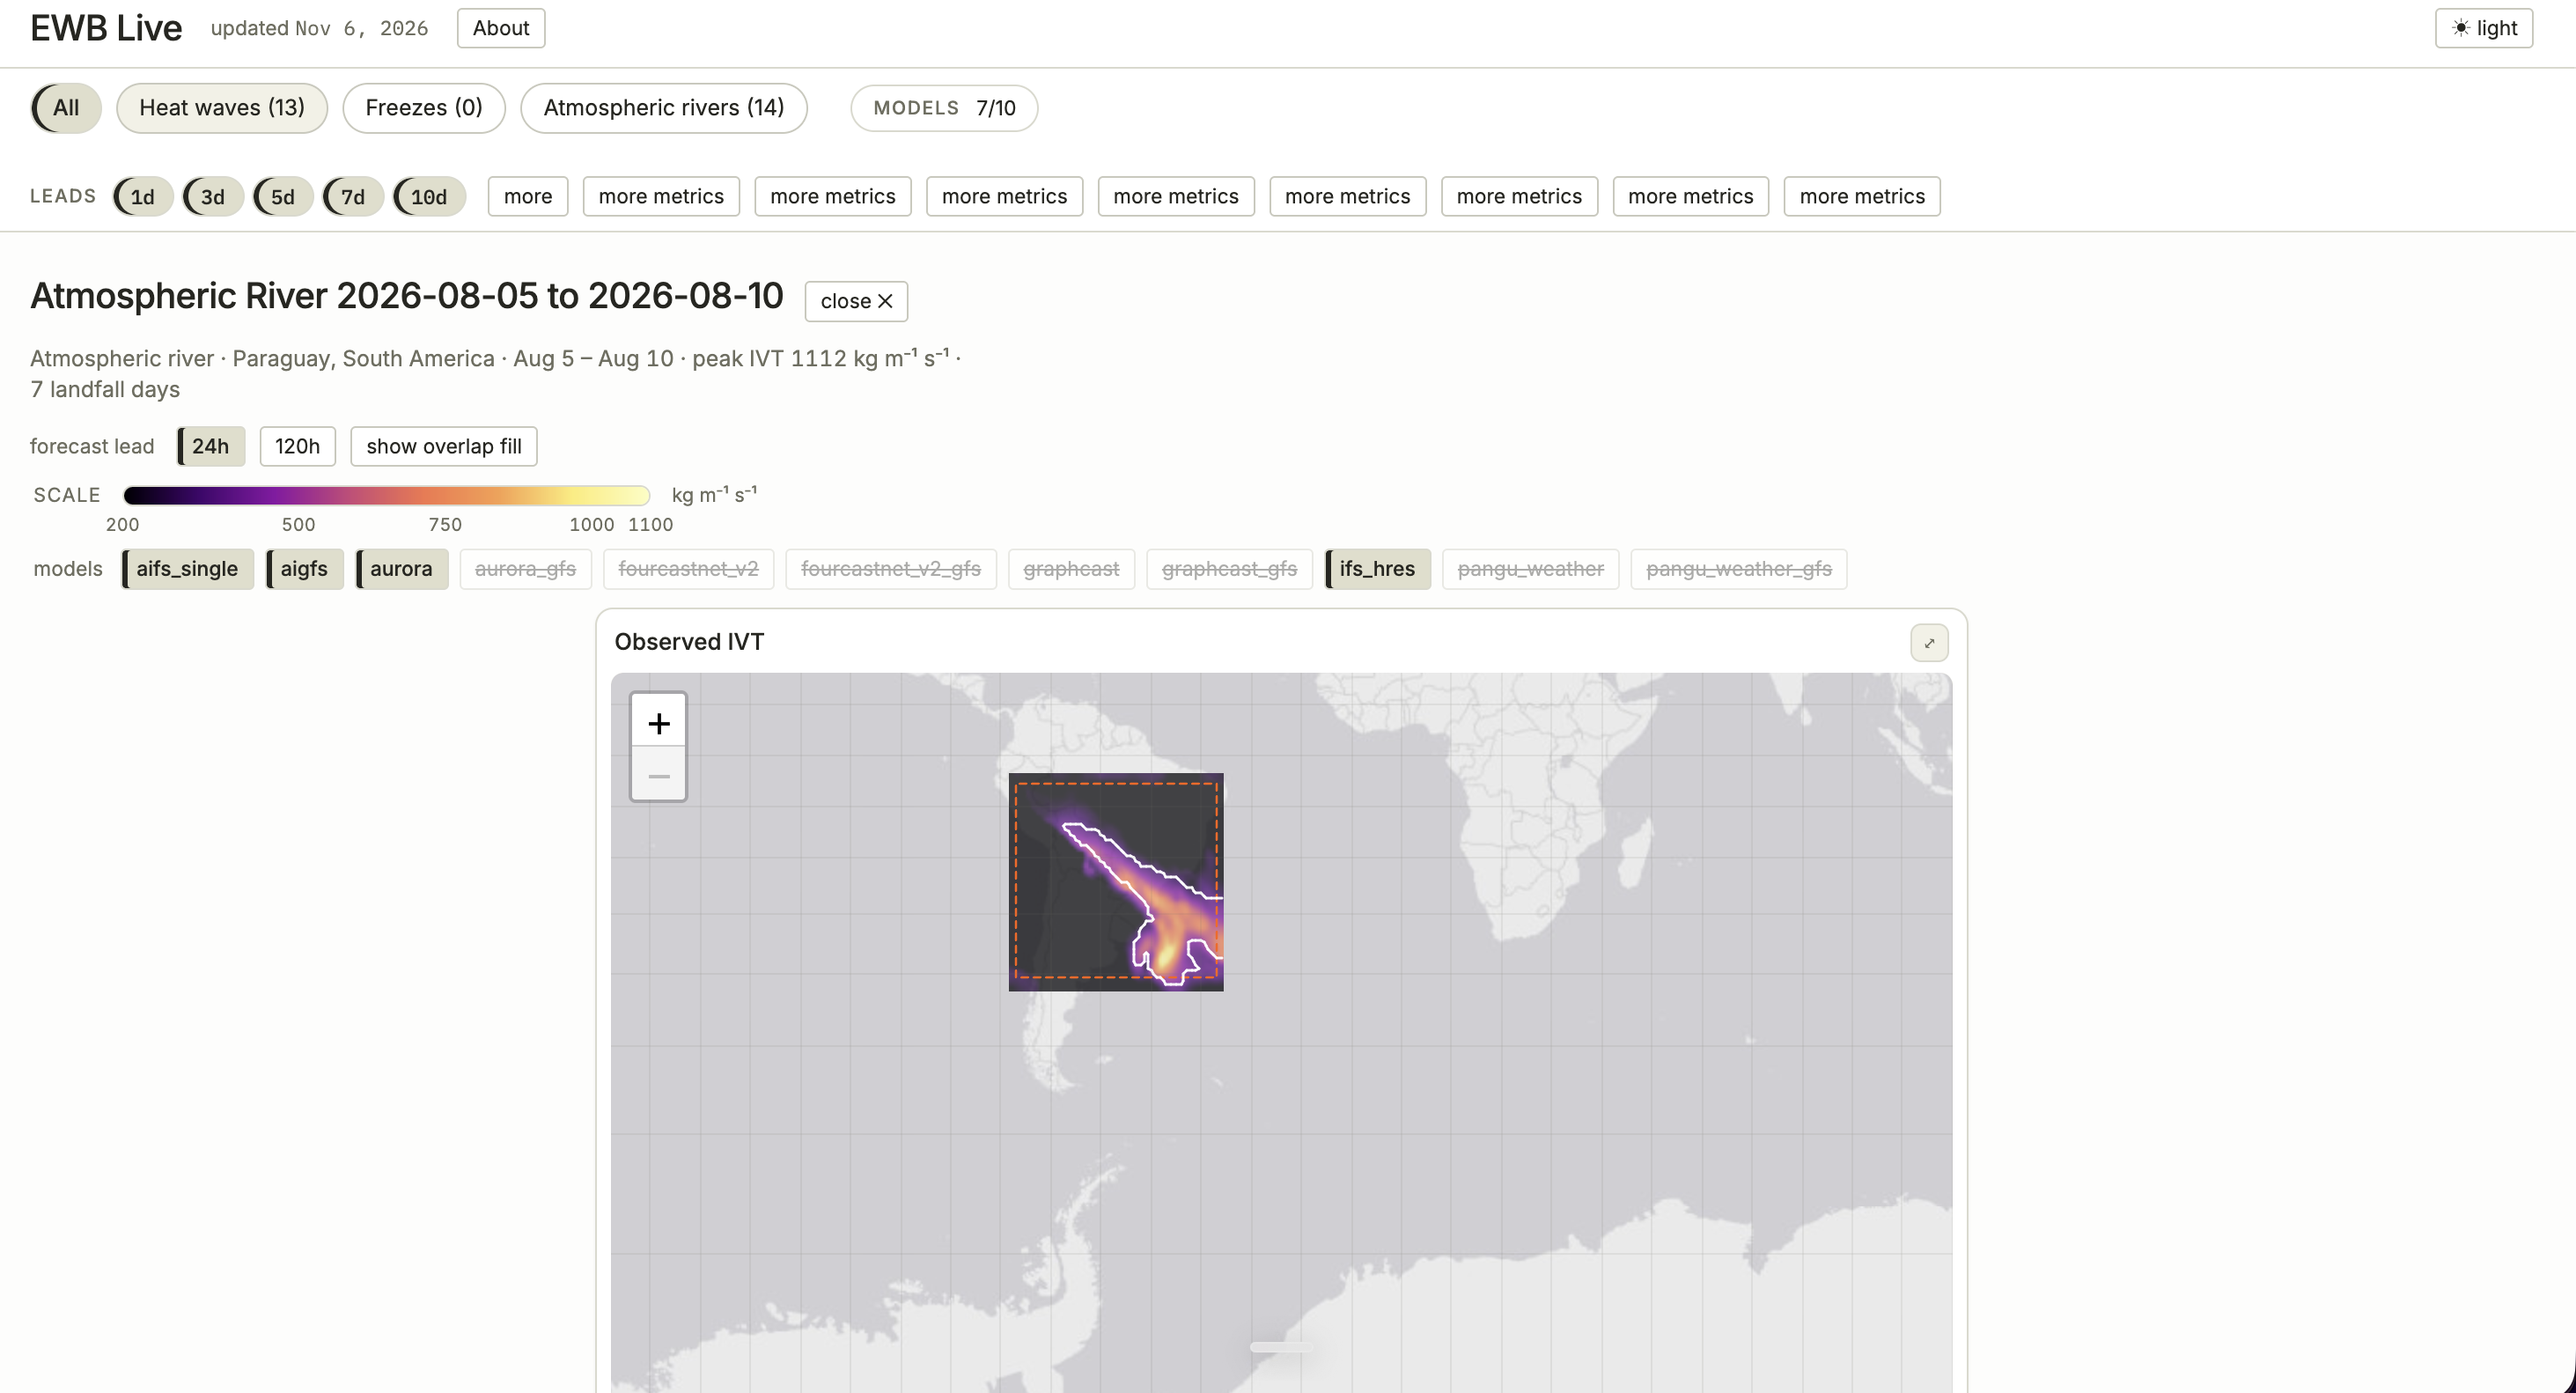 EWB Live updated Nov 6, 2026 About ☀ light
All Heat waves (13) Freezes (0) Atmospheric rivers (14) MODELS 7/10
LEADS 1d 3d 5d 7d 10d more more metrics more metrics more metrics more metrics more metrics more metrics more metrics more metrics
Atmospheric River 2026-08-05 to 2026-08-10 close ✕
Atmospheric river · Paraguay, South America · Aug 5 – Aug 10 · peak IVT 1112 kg m⁻¹ s⁻¹ ·
7 landfall days
forecast lead 24h 120h show overlap fill
SCALE kg m⁻¹ s⁻¹
200 500 750 1000 1100
models aifs_single aigfs aurora aurora_gfs fourcastnet_v2 fourcastnet_v2_gfs graphcast graphcast_gfs ifs_hres pangu_weather pangu_weather_gfs
Observed IVT
+
−